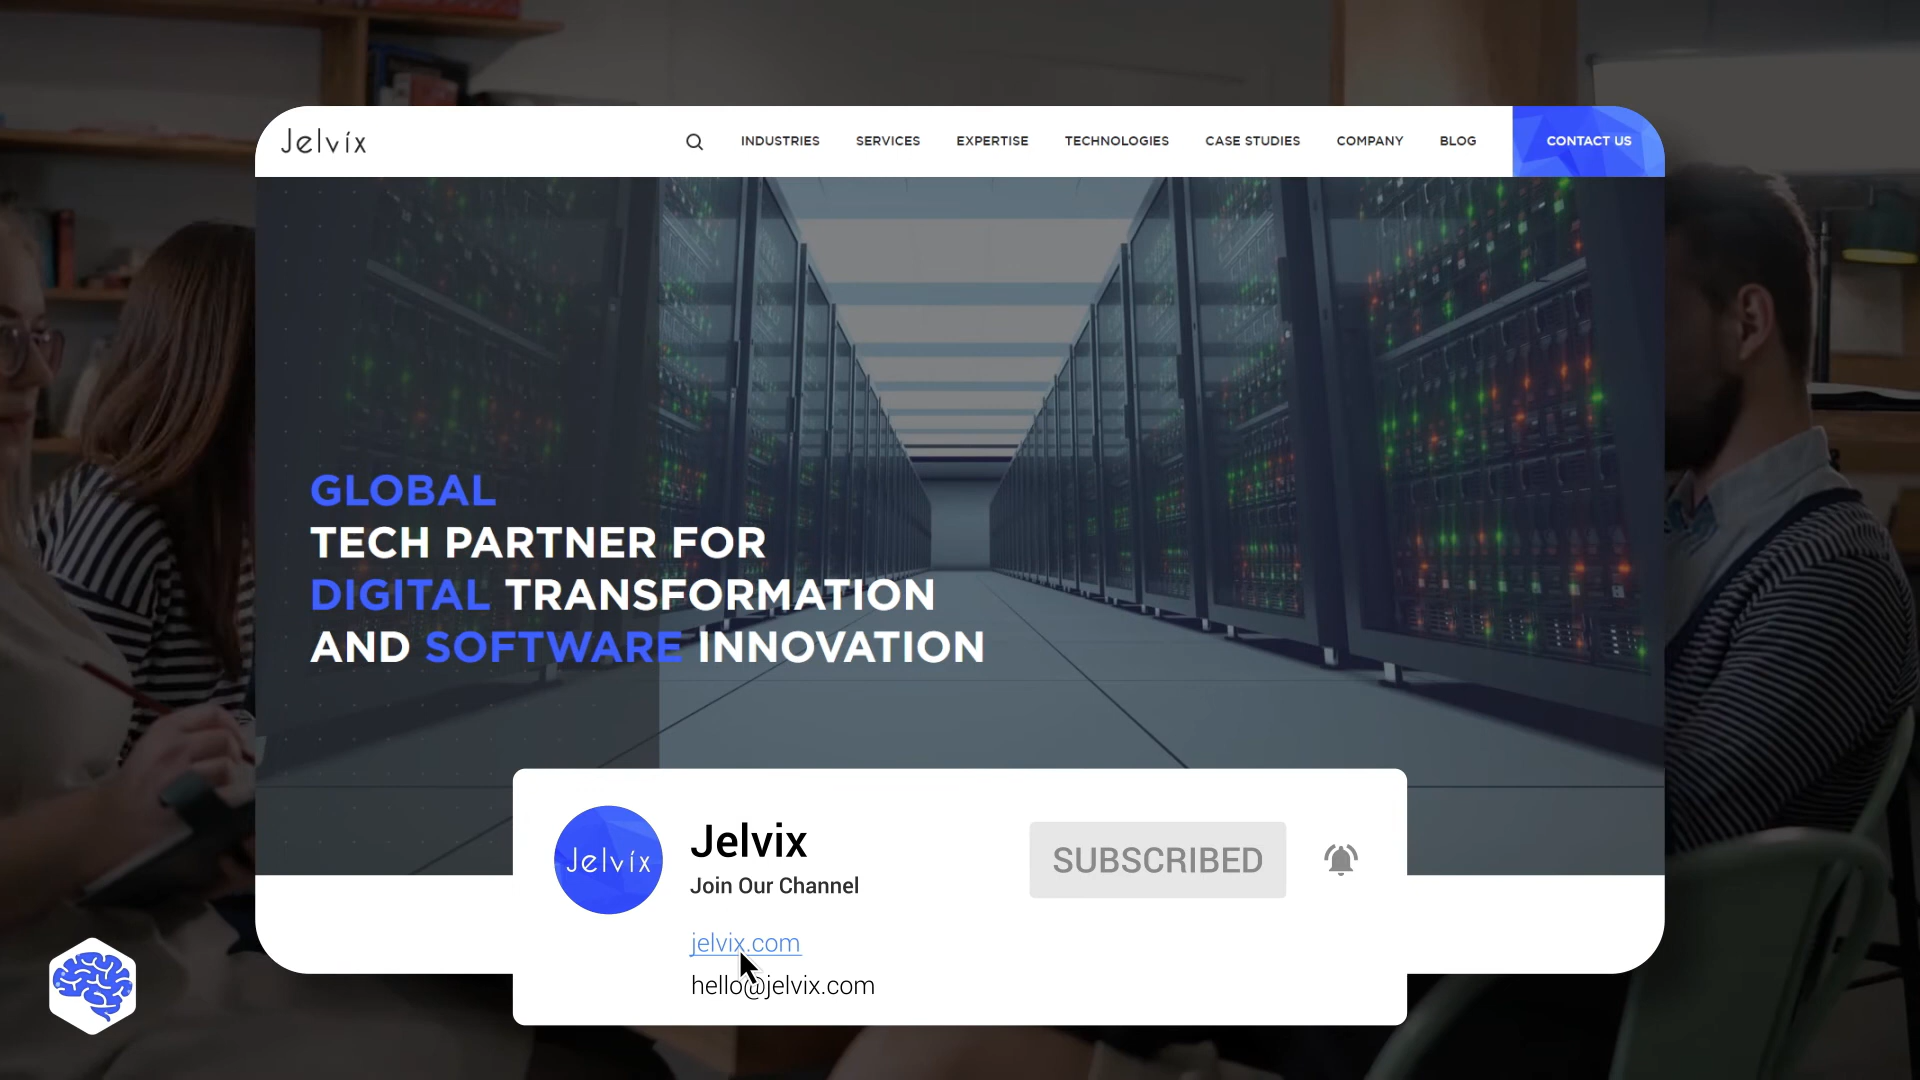 Jelvix
INDUSTRIES SERVICES EXPERTISE TECHNOLOGIES CASE STUDIES COMPANY BLOG CONTACT US
GLOBAL
TECH PARTNER FOR
DIGITAL TRANSFORMATION
AND SOFTWARE INNOVATION
Jelvix
Jelvix
Join Our Channel
SUBSCRIBED
jelvix.com
hello@jelvix.com